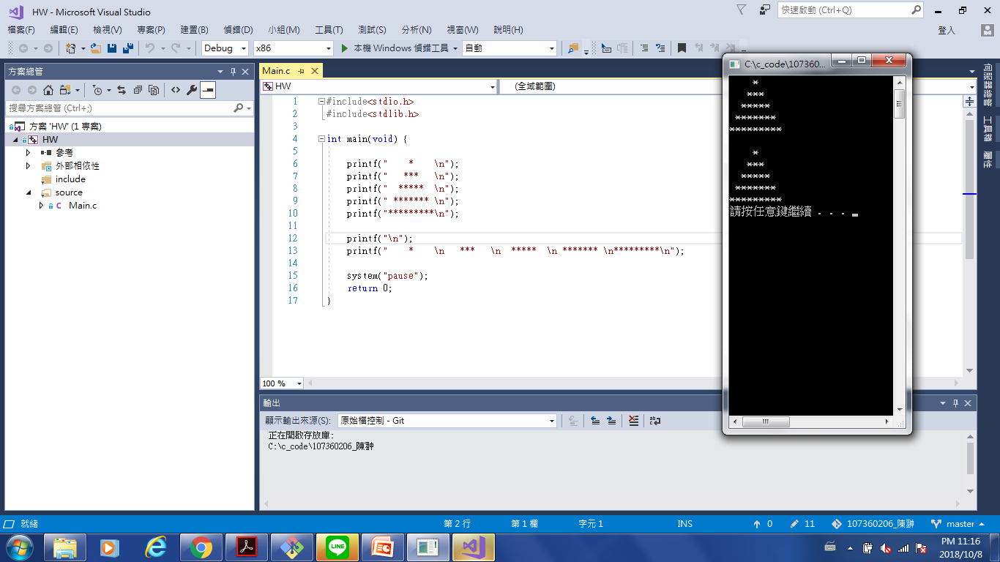 HW - Microsoft Visual Studio
快速啟動 (Ctrl+Q)
檔案(F) 編輯(E) 檢視(V) 專案(P) 建置(B) 偵錯(D) 小組(M) 工具(T) 測試(S) 分析(N) 視窗(W) 說明(H)
登入
Debug x86 本機 Windows 偵錯工具 自動
方案總管
搜尋方案總管 (Ctrl+;)
方案 'HW' (1 專案)
HW
參考
外部相依性
include
source
Main.c
Main.c
HW
(全域範圍)
1 #include<stdio.h>
2 #include<stdlib.h>
3
4 int main(void) {
5
6     printf("    *    \n");
7     printf("   ***   \n");
8     printf("  *****  \n");
9     printf(" ******* \n");
10     printf("*********\n");
11
12     printf("\n");
13     printf("    *    \n   ***   \n  *****  \n ******* \n*********\n");
14
15     system("pause");
16     return 0;
17 }
100 %
C:\c_code\107360...
    *
   ***
  *****
 *******
*********
    *
   ***
  *****
 *******
*********
請按任意鍵繼續 . . .
伺服器總管
工具箱
屬性
輸出
顯示輸出來源(S): 原始檔控制 - Git
正在開啟存放庫:
C:\c_code\107360206_陳翀
就緒 第 2 行 第 1 欄 字元 1 INS 0 11 107360206_陳翀 master
LINE
PM 11:16
2018/10/8